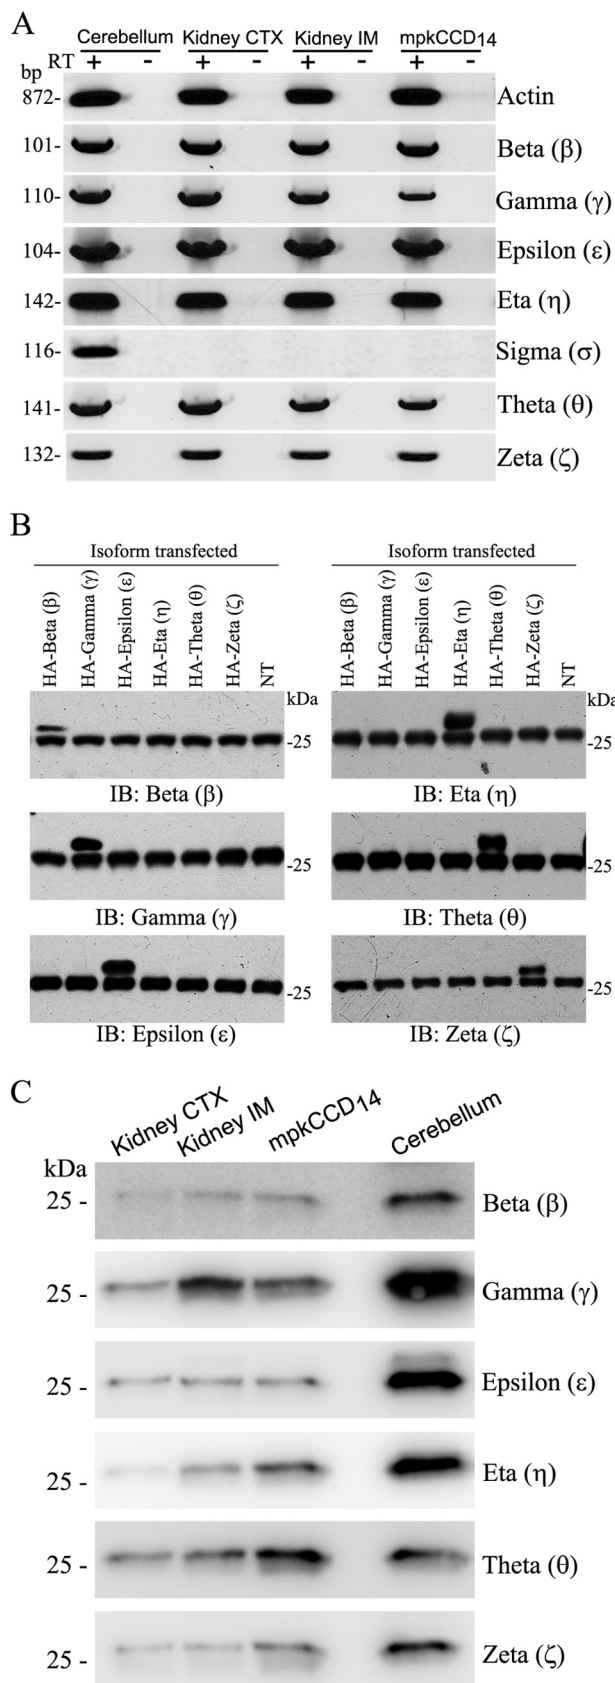 A
Cerebellum Kidney CTX Kidney IM mpkCCD14
RT + - + - + - + -
bp
872- Actin
101- Beta (β)
110- Gamma (γ)
104- Epsilon (ε)
142- Eta (η)
116- Sigma (σ)
141- Theta (θ)
132- Zeta (ζ)
B
Isoform transfected
HA-Beta (β)
HA-Gamma (γ)
HA-Epsilon (ε)
HA-Eta (η)
HA-Theta (θ)
HA-Zeta (ζ)
NT
kDa
-25
IB: Beta (β)
-25
IB: Gamma (γ)
-25
IB: Epsilon (ε)
Isoform transfected
HA-Beta (β)
HA-Gamma (γ)
HA-Epsilon (ε)
HA-Eta (η)
HA-Theta (θ)
HA-Zeta (ζ)
NT
kDa
-25
IB: Eta (η)
-25
IB: Theta (θ)
-25
IB: Zeta (ζ)
C
Kidney CTX
Kidney IM
mpkCCD14
Cerebellum
kDa
25 - Beta (β)
25 - Gamma (γ)
25 - Epsilon (ε)
25 - Eta (η)
25 - Theta (θ)
25 - Zeta (ζ)